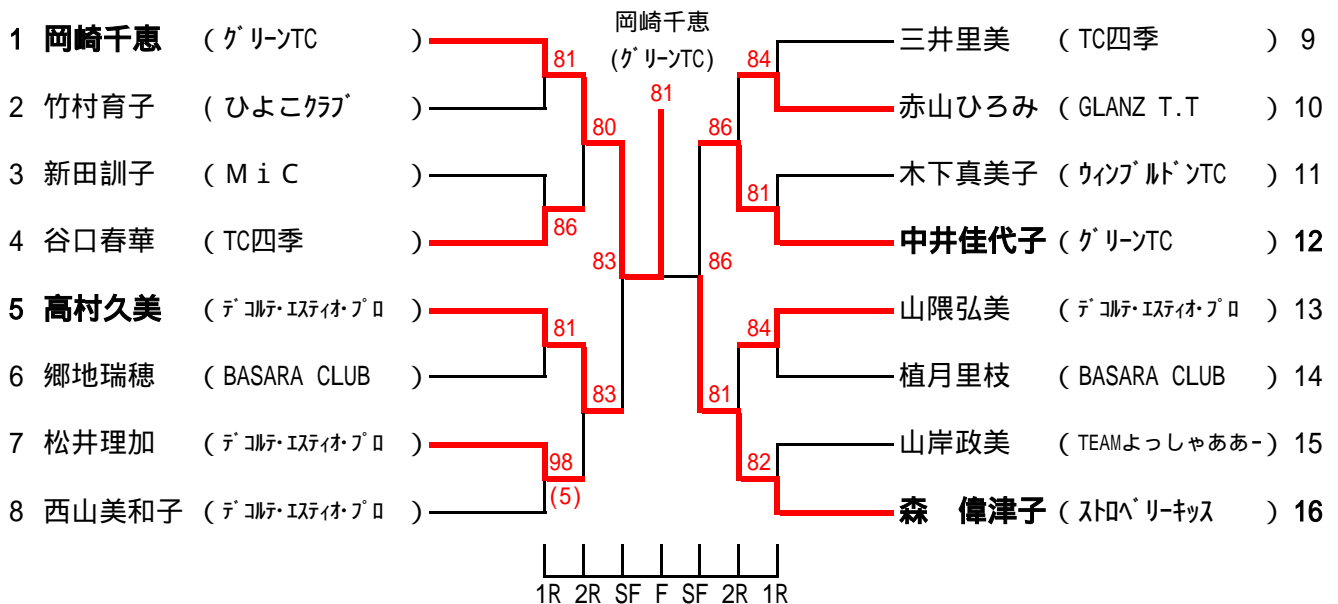 岡崎千恵
(グリーンTC)
81
1 岡崎千恵 (グリーンTC)
2 竹村育子 (ひよこクラブ)
3 新田訓子 (ＭｉＣ)
4 谷口春華 (TC四季)
5 高村久美 (デコルテ・エスティオ・プロ)
6 郷地瑞穂 (BASARA CLUB)
7 松井理加 (デコルテ・エスティオ・プロ)
8 西山美和子 (デコルテ・エスティオ・プロ)
81
86
81
98
(5)
80
83
83
三井里美 (TC四季) 9
赤山ひろみ (GLANZ T.T) 10
木下真美子 (ウィンブルドンTC) 11
中井佳代子 (グリーンTC) 12
山隈弘美 (デコルテ・エスティオ・プロ) 13
植月里枝 (BASARA CLUB) 14
山岸政美 (TEAMよっしゃああー) 15
森　偉津子 (ストロベリーキッス) 16
84
81
84
82
86
81
86
1R 2R SF F SF 2R 1R